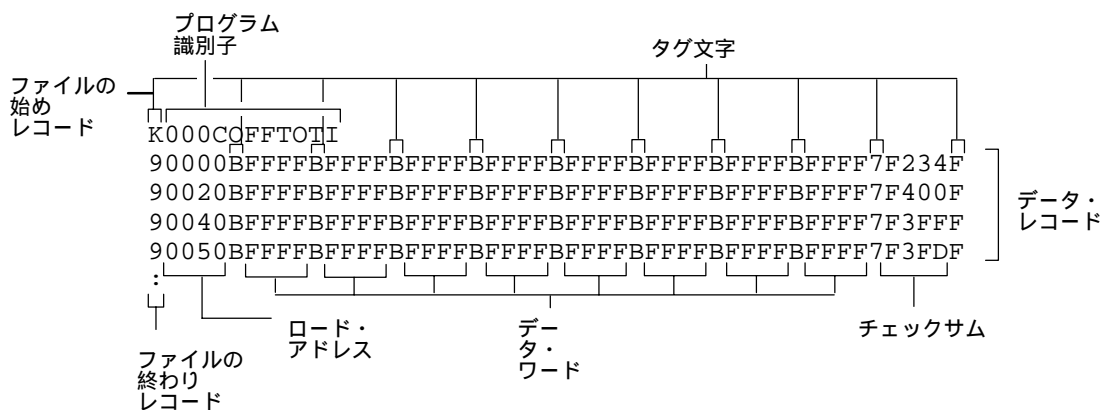 プログラム
識別子
タグ文字
ファイルの
始め
レコード
K000COFFTOTI
90000BFFFFBFFFFBFFFFBFFFFBFFFFBFFFFBFFFFBFFFF7F234F
90020BFFFFBFFFFBFFFFBFFFFBFFFFBFFFFBFFFFBFFFF7F400F
90040BFFFFBFFFFBFFFFBFFFFBFFFFBFFFFBFFFFBFFFF7F3FFF
90050BFFFFBFFFFBFFFFBFFFFBFFFFBFFFFBFFFFBFFFF7F3FDF
:
データ・
レコード
ロード・
アドレス
デー
タ・
ワード
チェックサム
ファイルの
終わり
レコード